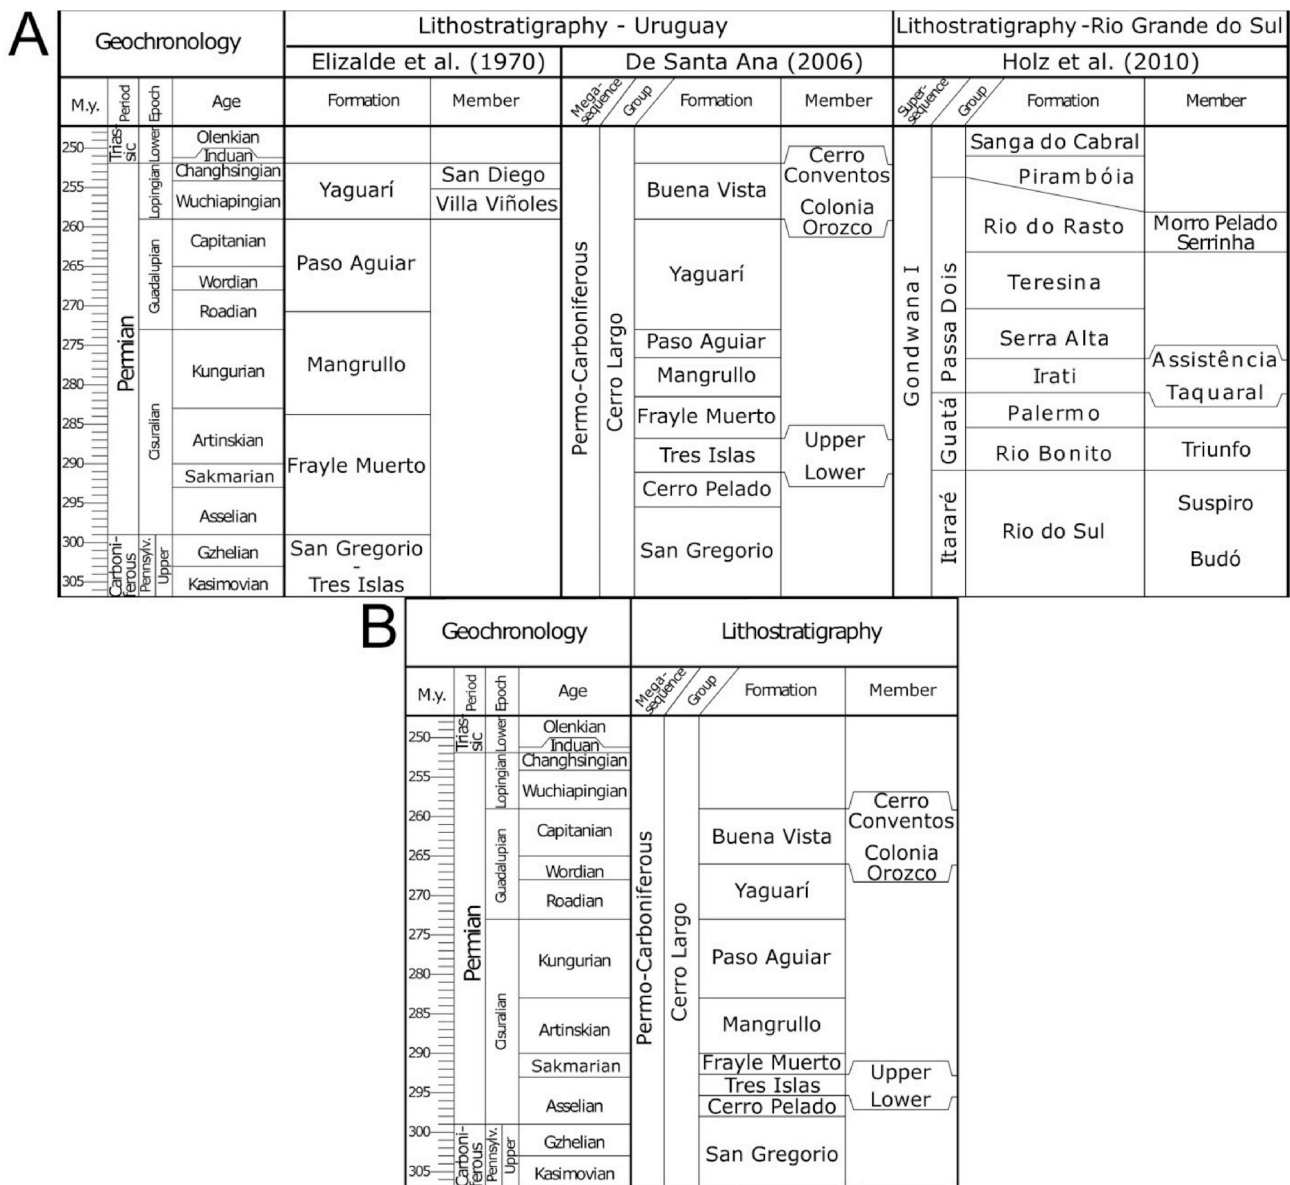 A
Geochronology
Lithostratigraphy - Uruguay
Lithostratigraphy -Rio Grande do Sul
Elizalde et al. (1970)
De Santa Ana (2006)
Holz et al. (2010)
M.y.
Period
Epoch
Age
Formation
Member
Mega-
sequence
Group
Formation
Member
Super-
sequence
Group
Formation
Member
250
255
260
265
270
275
280
285
290
295
300
305
Trias-
sic
Permian
Carboni-
ferous
Lower
Lopingian
Guadalupian
Cisuralian
Pennsylv.
Upper
Olenkian
Induan
Changhsingian
Wuchiapingian
Capitanian
Wordian
Roadian
Kungurian
Artinskian
Sakmarian
Asselian
Gzhelian
Kasimovian
Yaguarí
Paso Aguiar
Mangrullo
Frayle Muerto
San Gregorio
-
Tres Islas
San Diego
Villa Viñoles
Permo-Carboniferous
Cerro Largo
Buena Vista
Yaguarí
Paso Aguiar
Mangrullo
Frayle Muerto
Tres Islas
Cerro Pelado
San Gregorio
Cerro
Conventos
Colonia
Orozco
Upper
Lower
Gondwana I
Passa Dois
Guatá
Itararé
Sanga do Cabral
Pirambóia
Rio do Rasto
Teresina
Serra Alta
Irati
Palermo
Rio Bonito
Rio do Sul
Morro Pelado
Serrinha
Assistência
Taquaral
Triunfo
Suspiro
Budó
B
Geochronology
Lithostratigraphy
M.y.
Period
Epoch
Age
Mega-
sequence
Group
Formation
Member
250
255
260
265
270
275
280
285
290
295
300
305
Trias-
sic
Permian
Carboni-
ferous
Lower
Lopingian
Guadalupian
Cisuralian
Pennsylv.
Upper
Olenkian
Induan
Changhsingian
Wuchiapingian
Capitanian
Wordian
Roadian
Kungurian
Artinskian
Sakmarian
Asselian
Gzhelian
Kasimovian
Permo-Carboniferous
Cerro Largo
Buena Vista
Yaguarí
Paso Aguiar
Mangrullo
Frayle Muerto
Tres Islas
Cerro Pelado
San Gregorio
Cerro
Conventos
Colonia
Orozco
Upper
Lower